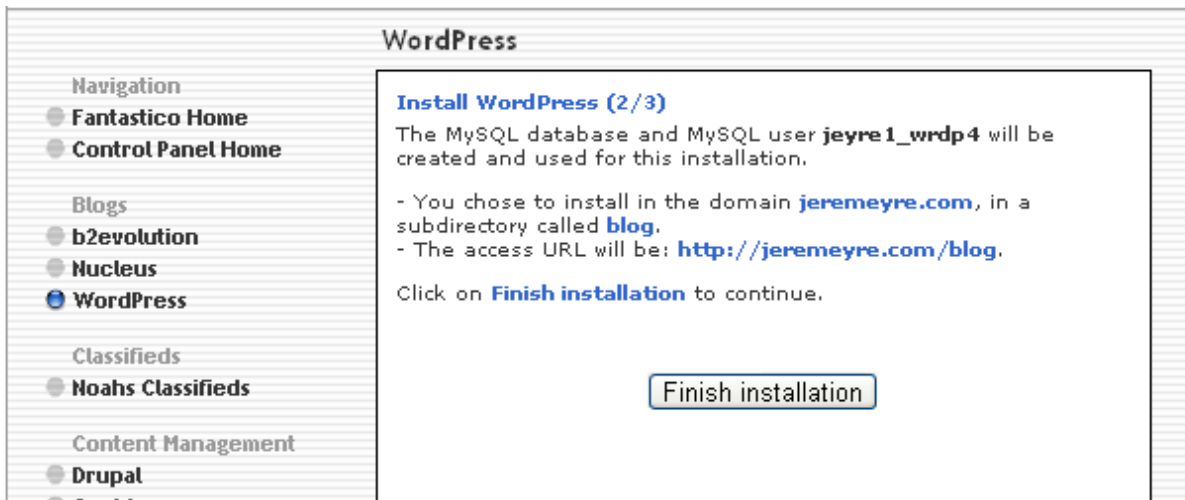 WordPress
Navigation
Fantastico Home
Control Panel Home
Blogs
b2evolution
Nucleus
WordPress
Classifieds
Noahs Classifieds
Content Management
Drupal
Install WordPress (2/3)
The MySQL database and MySQL user jeyre1_wrdp4 will be
created and used for this installation.
- You chose to install in the domain jeremeyre.com, in a
subdirectory called blog.
- The access URL will be: http://jeremeyre.com/blog.
Click on Finish installation to continue.
Finish installation